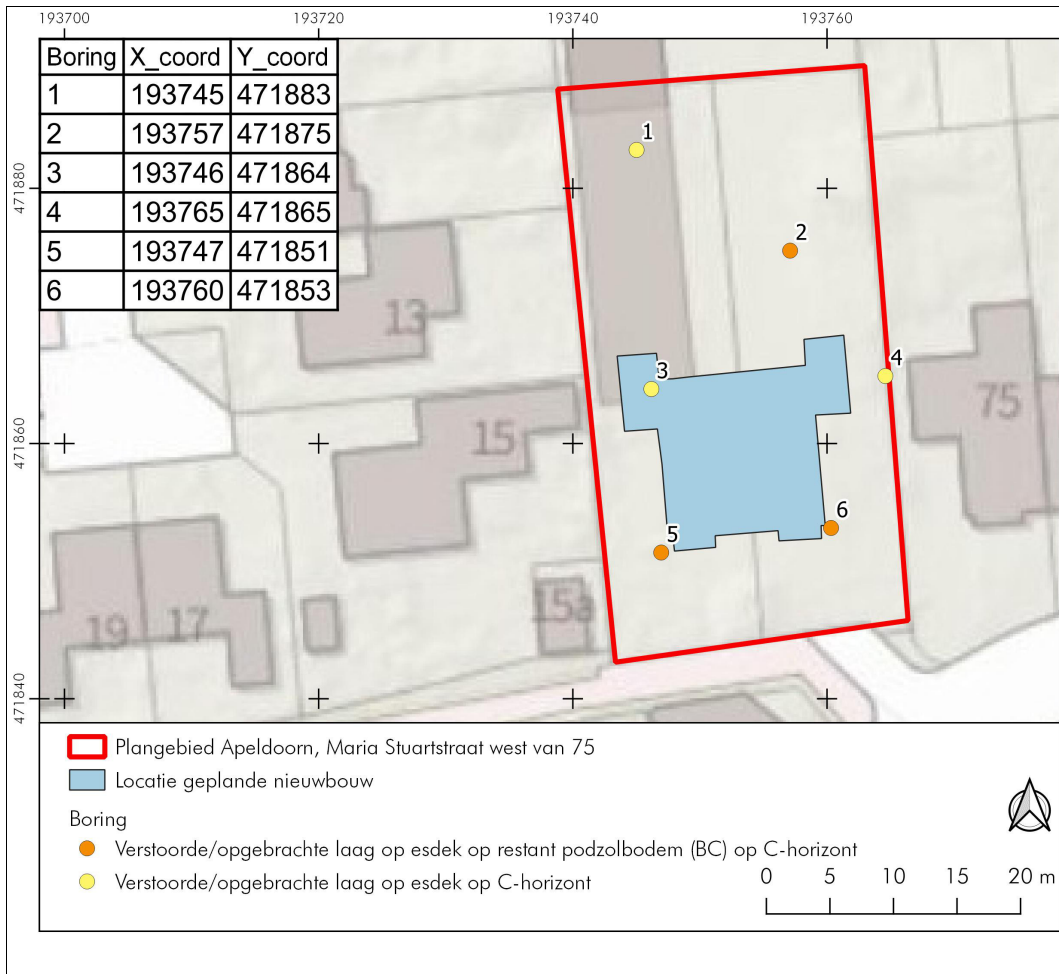 193700 193720 193740 193760
Boring X_coord Y_coord
1 193745 471883
2 193757 471875
3 193746 471864
4 193765 471865
5 193747 471851
6 193760 471853
471880
471860
471840
1
2
3
4
5
6
13
15
15a
17
19
75
Plangebied Apeldoorn, Maria Stuartstraat west van 75
Locatie geplande nieuwbouw
Boring
Verstoorde/opgebrachte laag op esdek op restant podzolbodem (BC) op C-horizont
Verstoorde/opgebrachte laag op esdek op C-horizont
0 5 10 15 20 m